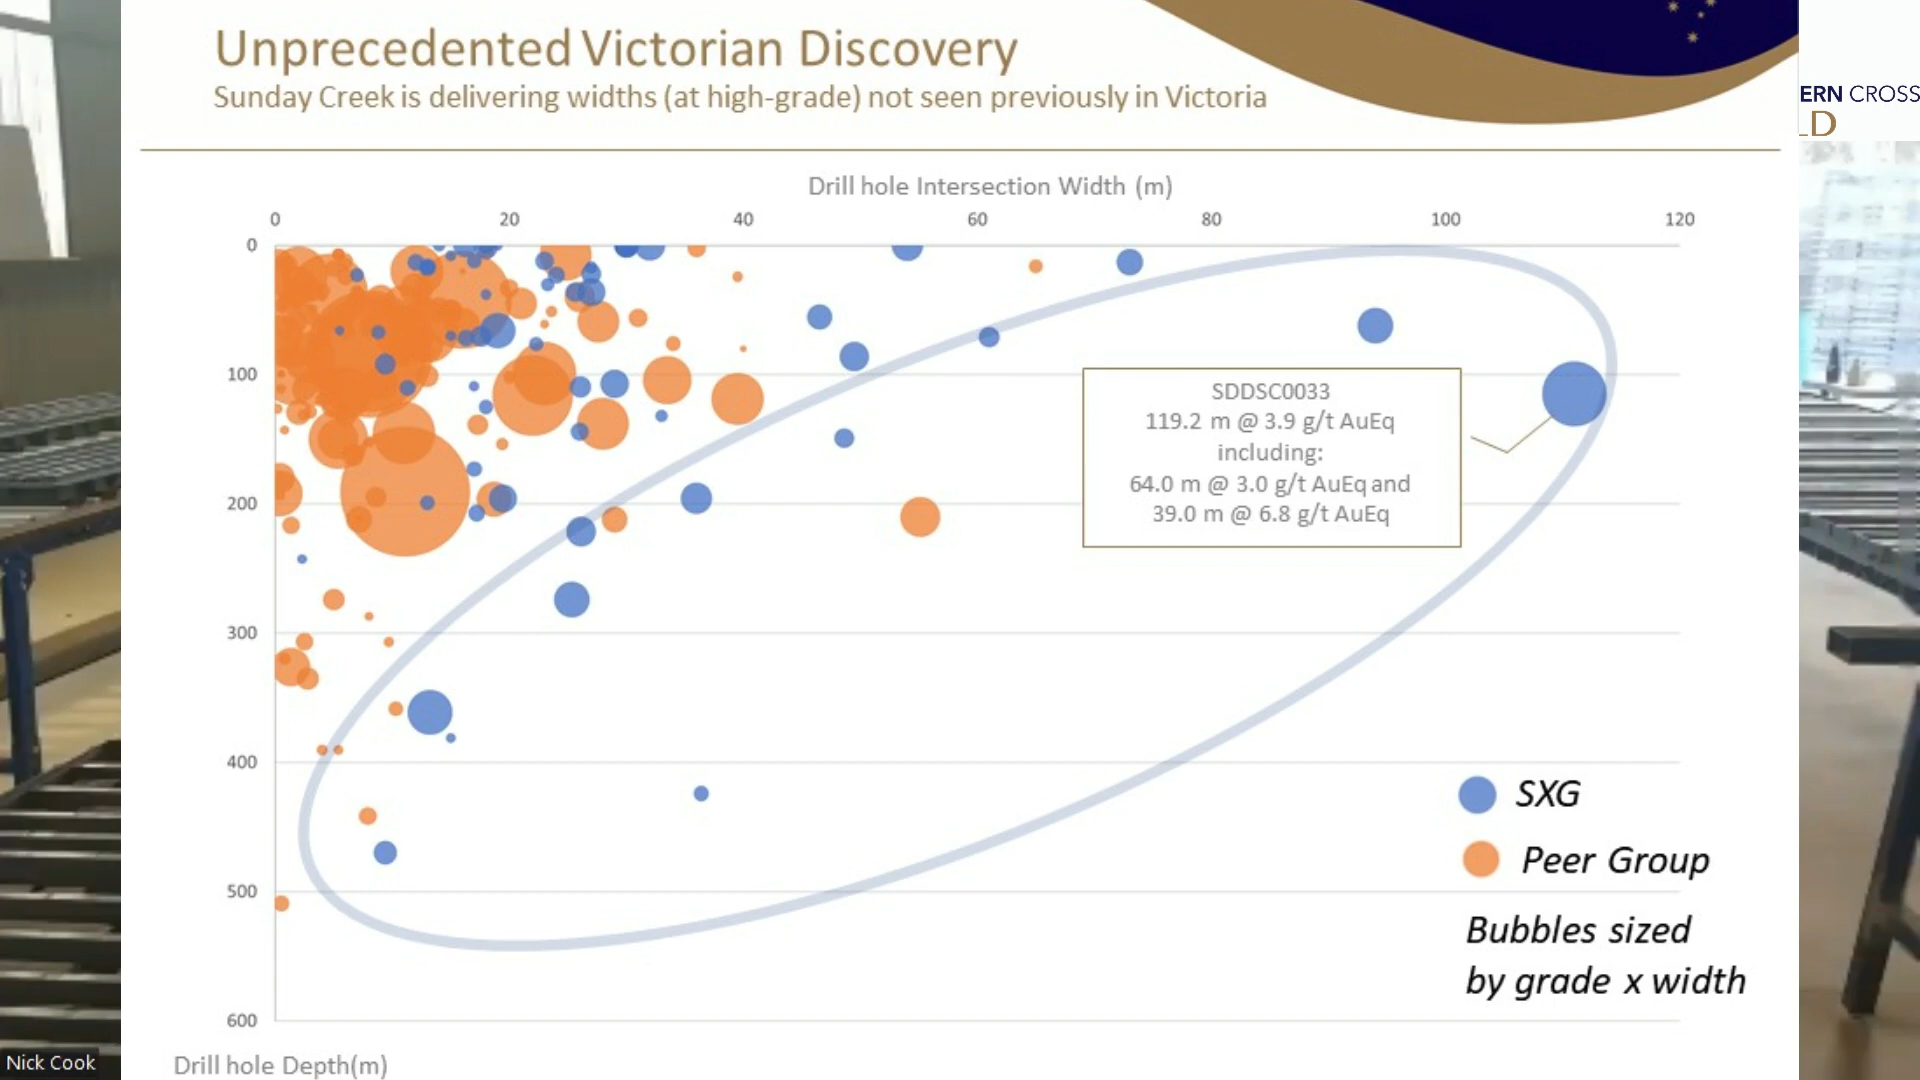 Unprecedented Victorian Discovery
Sunday Creek is delivering widths (at high-grade) not seen previously in Victoria
ERN CROSS
LD
Drill hole Intersection Width (m)
0 20 40 60 80 100 120
0
100
200
300
400
500
600
SDDSC0033
119.2 m @ 3.9 g/t AuEq
including:
64.0 m @ 3.0 g/t AuEq and
39.0 m @ 6.8 g/t AuEq
SXG
Peer Group
Bubbles sized
by grade x width
Drill hole Depth(m)
Nick Cook